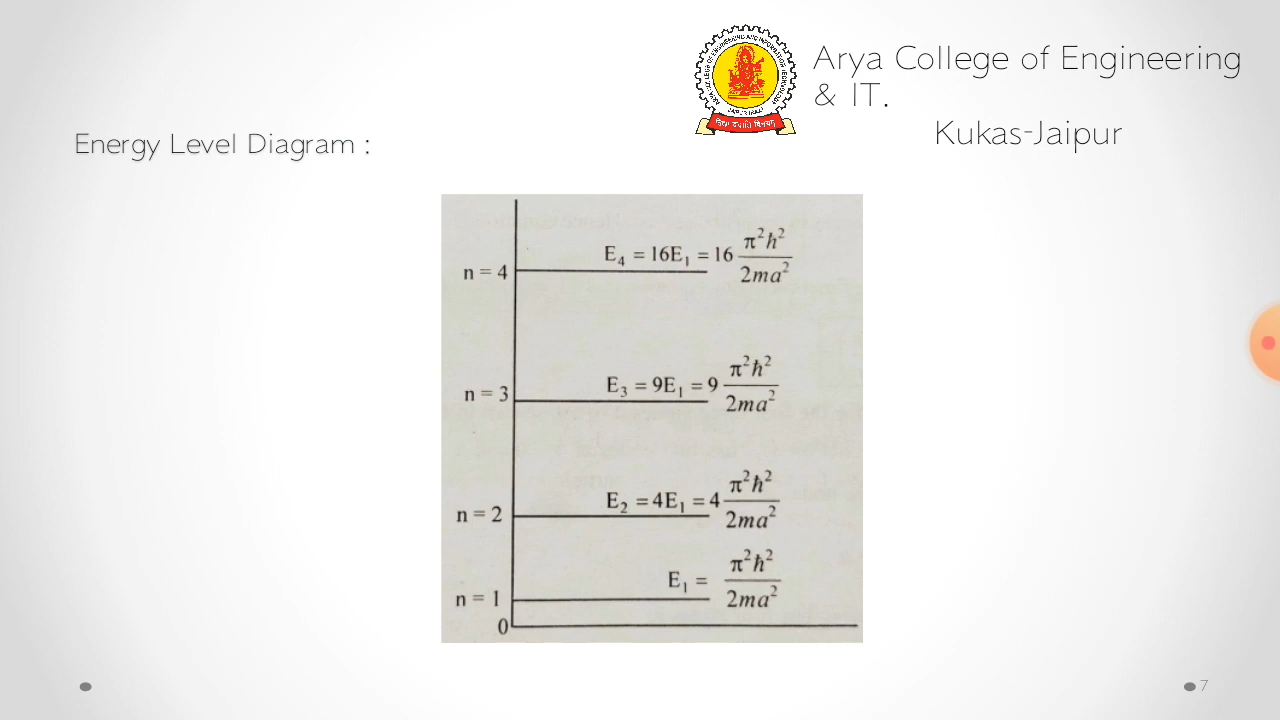 Arya College of Engineering
& IT.
Kukas-Jaipur
Energy Level Diagram :
n = 4 E₄ = 16E₁ = 16 π²ħ² / 2ma²
n = 3 E₃ = 9E₁ = 9 π²ħ² / 2ma²
n = 2 E₂ = 4E₁ = 4 π²ħ² / 2ma²
n = 1 E₁ = π²ħ² / 2ma²
0
7